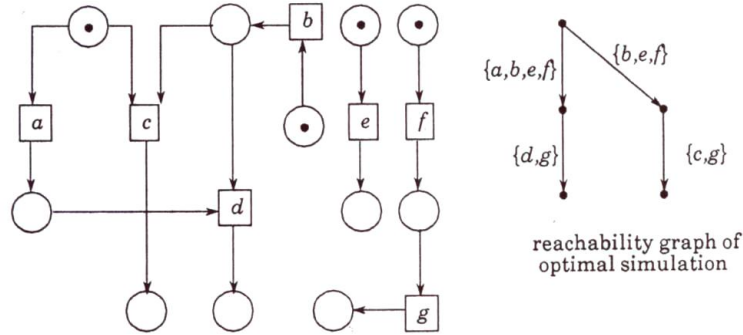 b
{b,e,f}
{a,b,e,f}
a
c
e
f
{d,g}
{c,g}
d
reachability graph of
optimal simulation
g